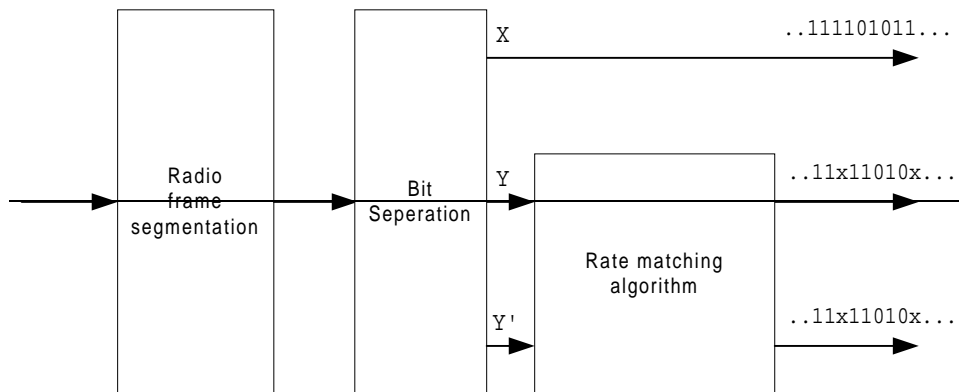 X
..111101011...
Radio
frame
segmentation
Bit
Seperation
Y
..11x11010x...
Rate matching
algorithm
Y'
..11x11010x...